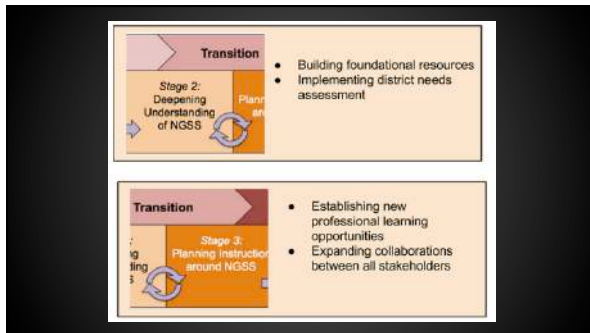 Transition
Stage 2:
Deepening
Understanding
of NGSS
Building foundational resources
Implementing district needs
assessment
Transition
Stage 3:
Planning Instruction
around NGSS
Establishing new
professional learning
opportunities
Expanding collaborations
between all stakeholders